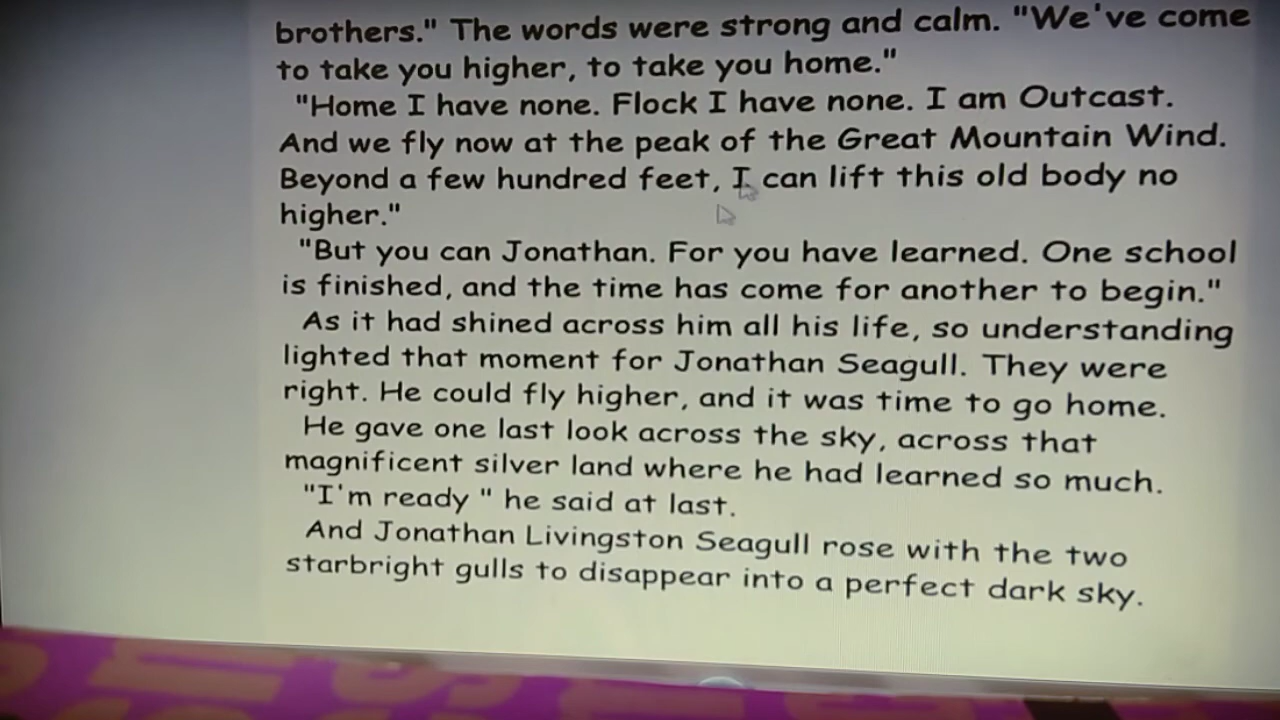 brothers." The words were strong and calm. "We've come
to take you higher, to take you home."
"Home I have none. Flock I have none. I am Outcast.
And we fly now at the peak of the Great Mountain Wind.
Beyond a few hundred feet, I can lift this old body no
higher."
"But you can Jonathan. For you have learned. One school
is finished, and the time has come for another to begin."
As it had shined across him all his life, so understanding
lighted that moment for Jonathan Seagull. They were
right. He could fly higher, and it was time to go home.
He gave one last look across the sky, across that
magnificent silver land where he had learned so much.
"I'm ready " he said at last.
And Jonathan Livingston Seagull rose with the two
starbright gulls to disappear into a perfect dark sky.